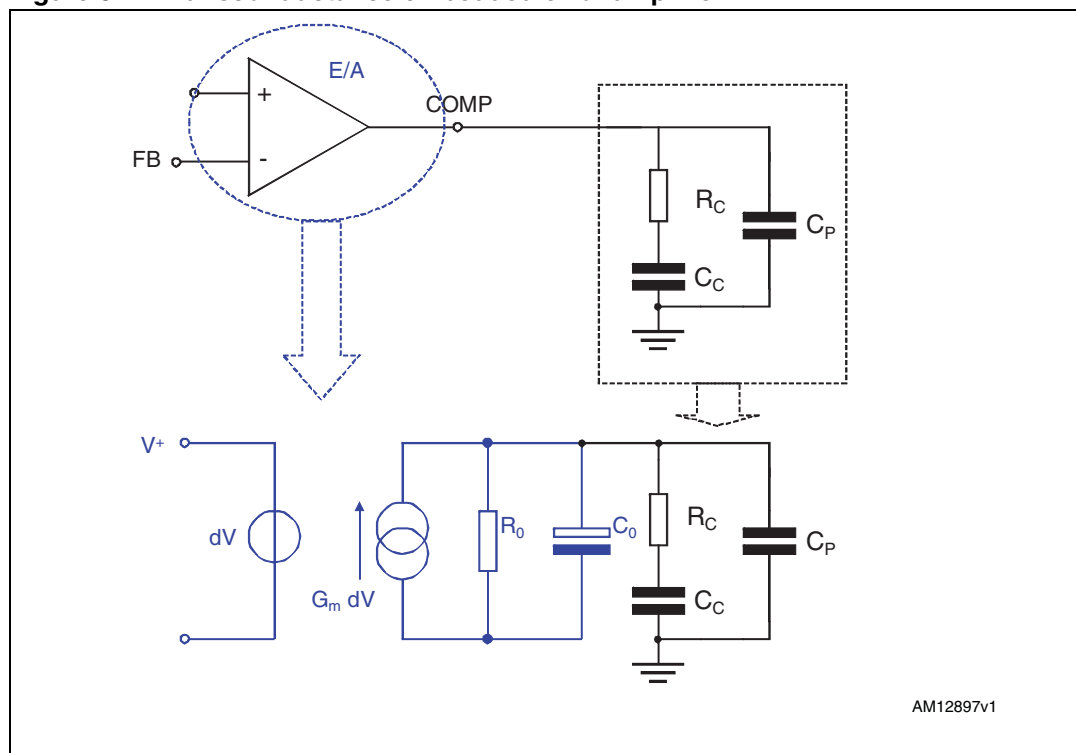 E/A
+
COMP
FB
-
R_C
C_P
C_C
V+
dV
G_m dV
R_0
C_0
R_C
C_P
C_C
AM12897v1